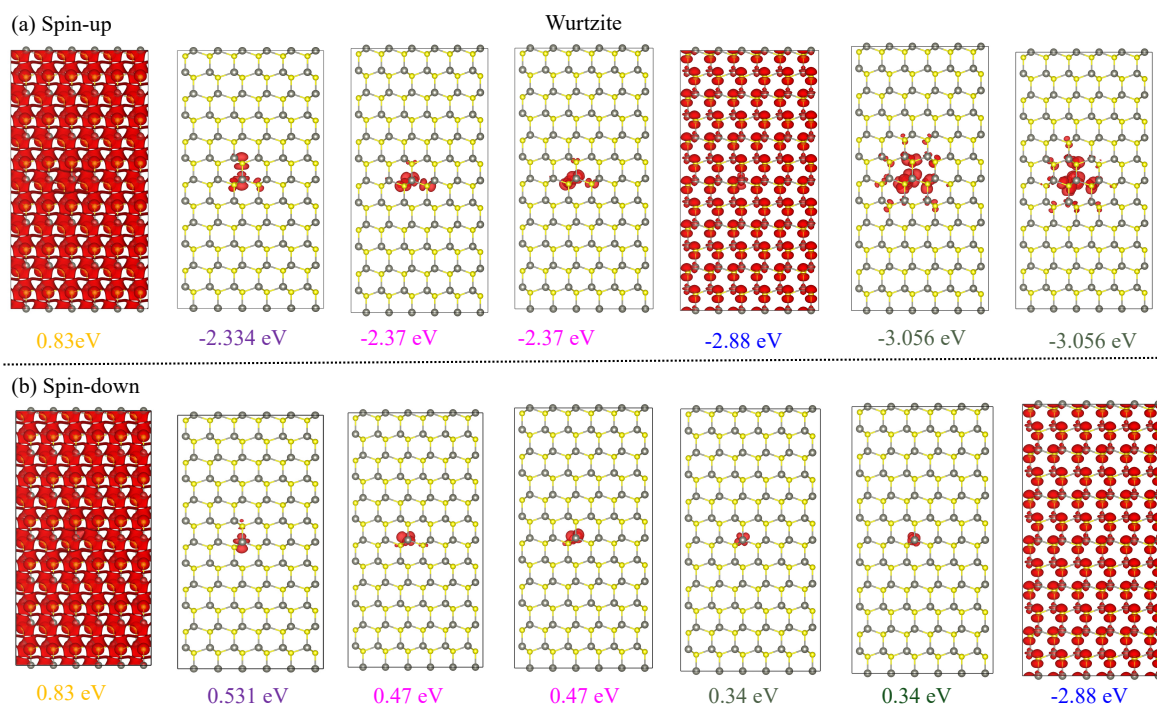 (a) Spin-up
Wurtzite
0.83eV
-2.334 eV
-2.37 eV
-2.37 eV
-2.88 eV
-3.056 eV
-3.056 eV
(b) Spin-down
0.83 eV
0.531 eV
0.47 eV
0.47 eV
0.34 eV
0.34 eV
-2.88 eV